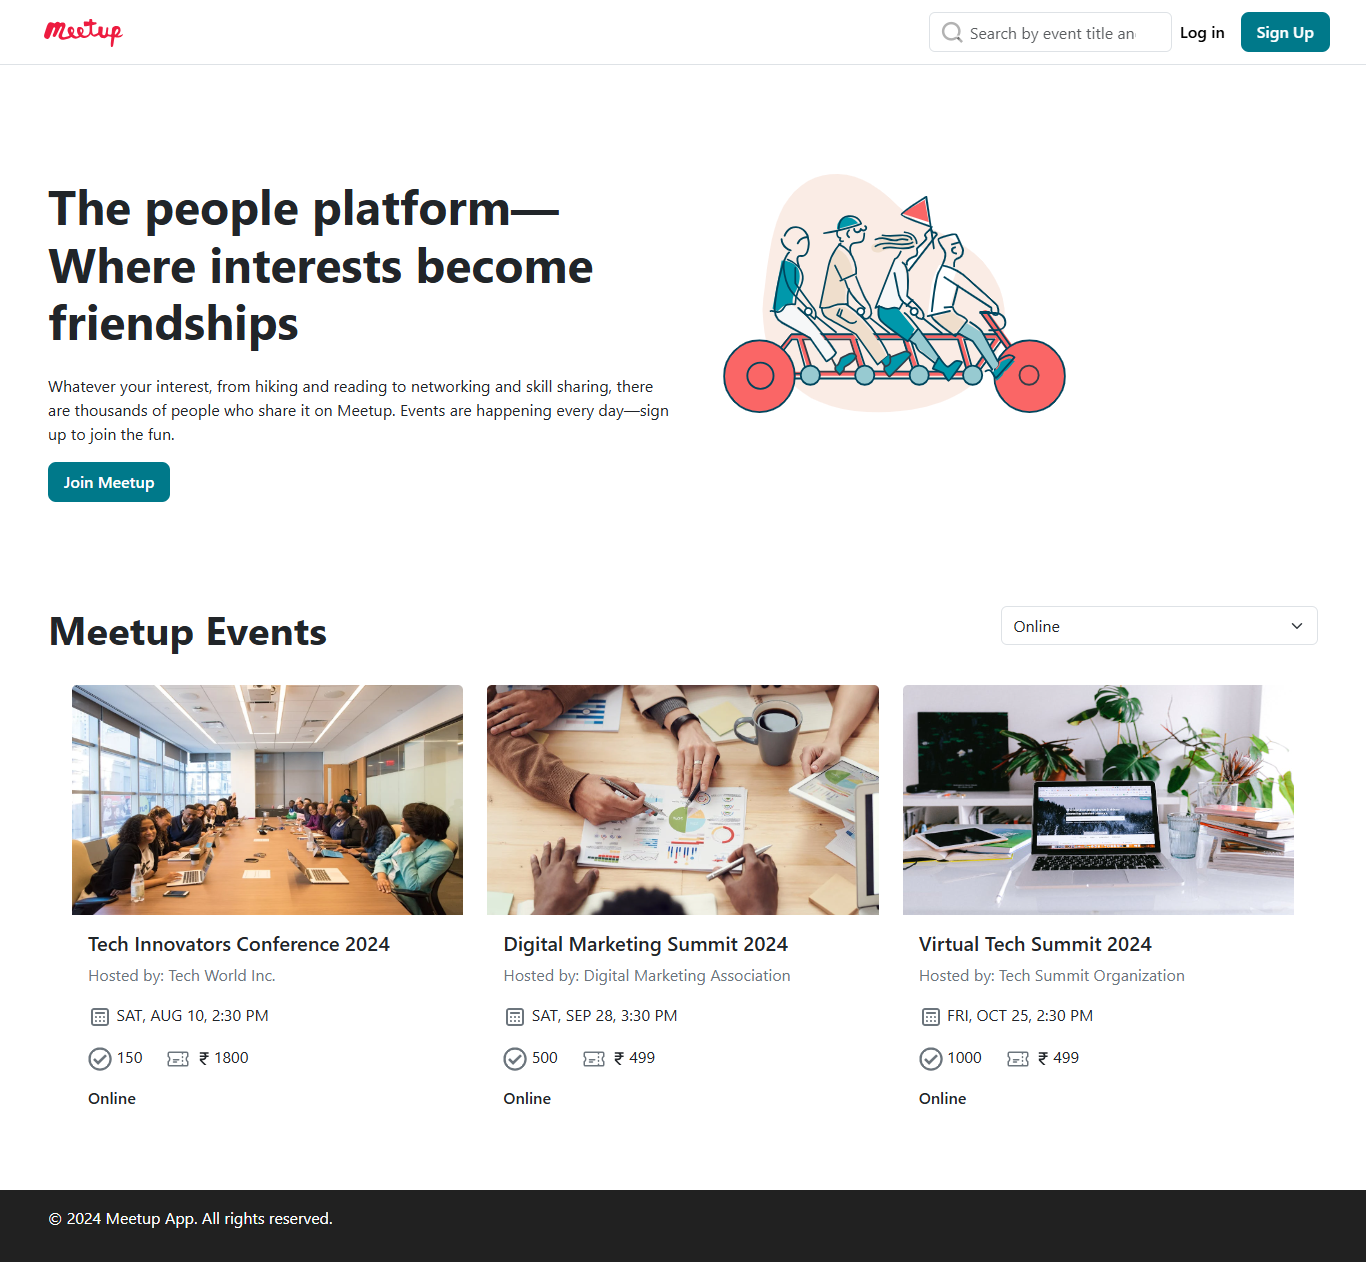 Meetup
Search by event title an
Log in
Sign Up
The people platform—
Where interests become
friendships
Whatever your interest, from hiking and reading to networking and skill sharing, there
are thousands of people who share it on Meetup. Events are happening every day—sign
up to join the fun.
Join Meetup
Meetup Events
Online
Tech Innovators Conference 2024
Hosted by: Tech World Inc.
SAT, AUG 10, 2:30 PM
150 ₹ 1800
Online
Digital Marketing Summit 2024
Hosted by: Digital Marketing Association
SAT, SEP 28, 3:30 PM
500 ₹ 499
Online
Virtual Tech Summit 2024
Hosted by: Tech Summit Organization
FRI, OCT 25, 2:30 PM
1000 ₹ 499
Online
© 2024 Meetup App. All rights reserved.